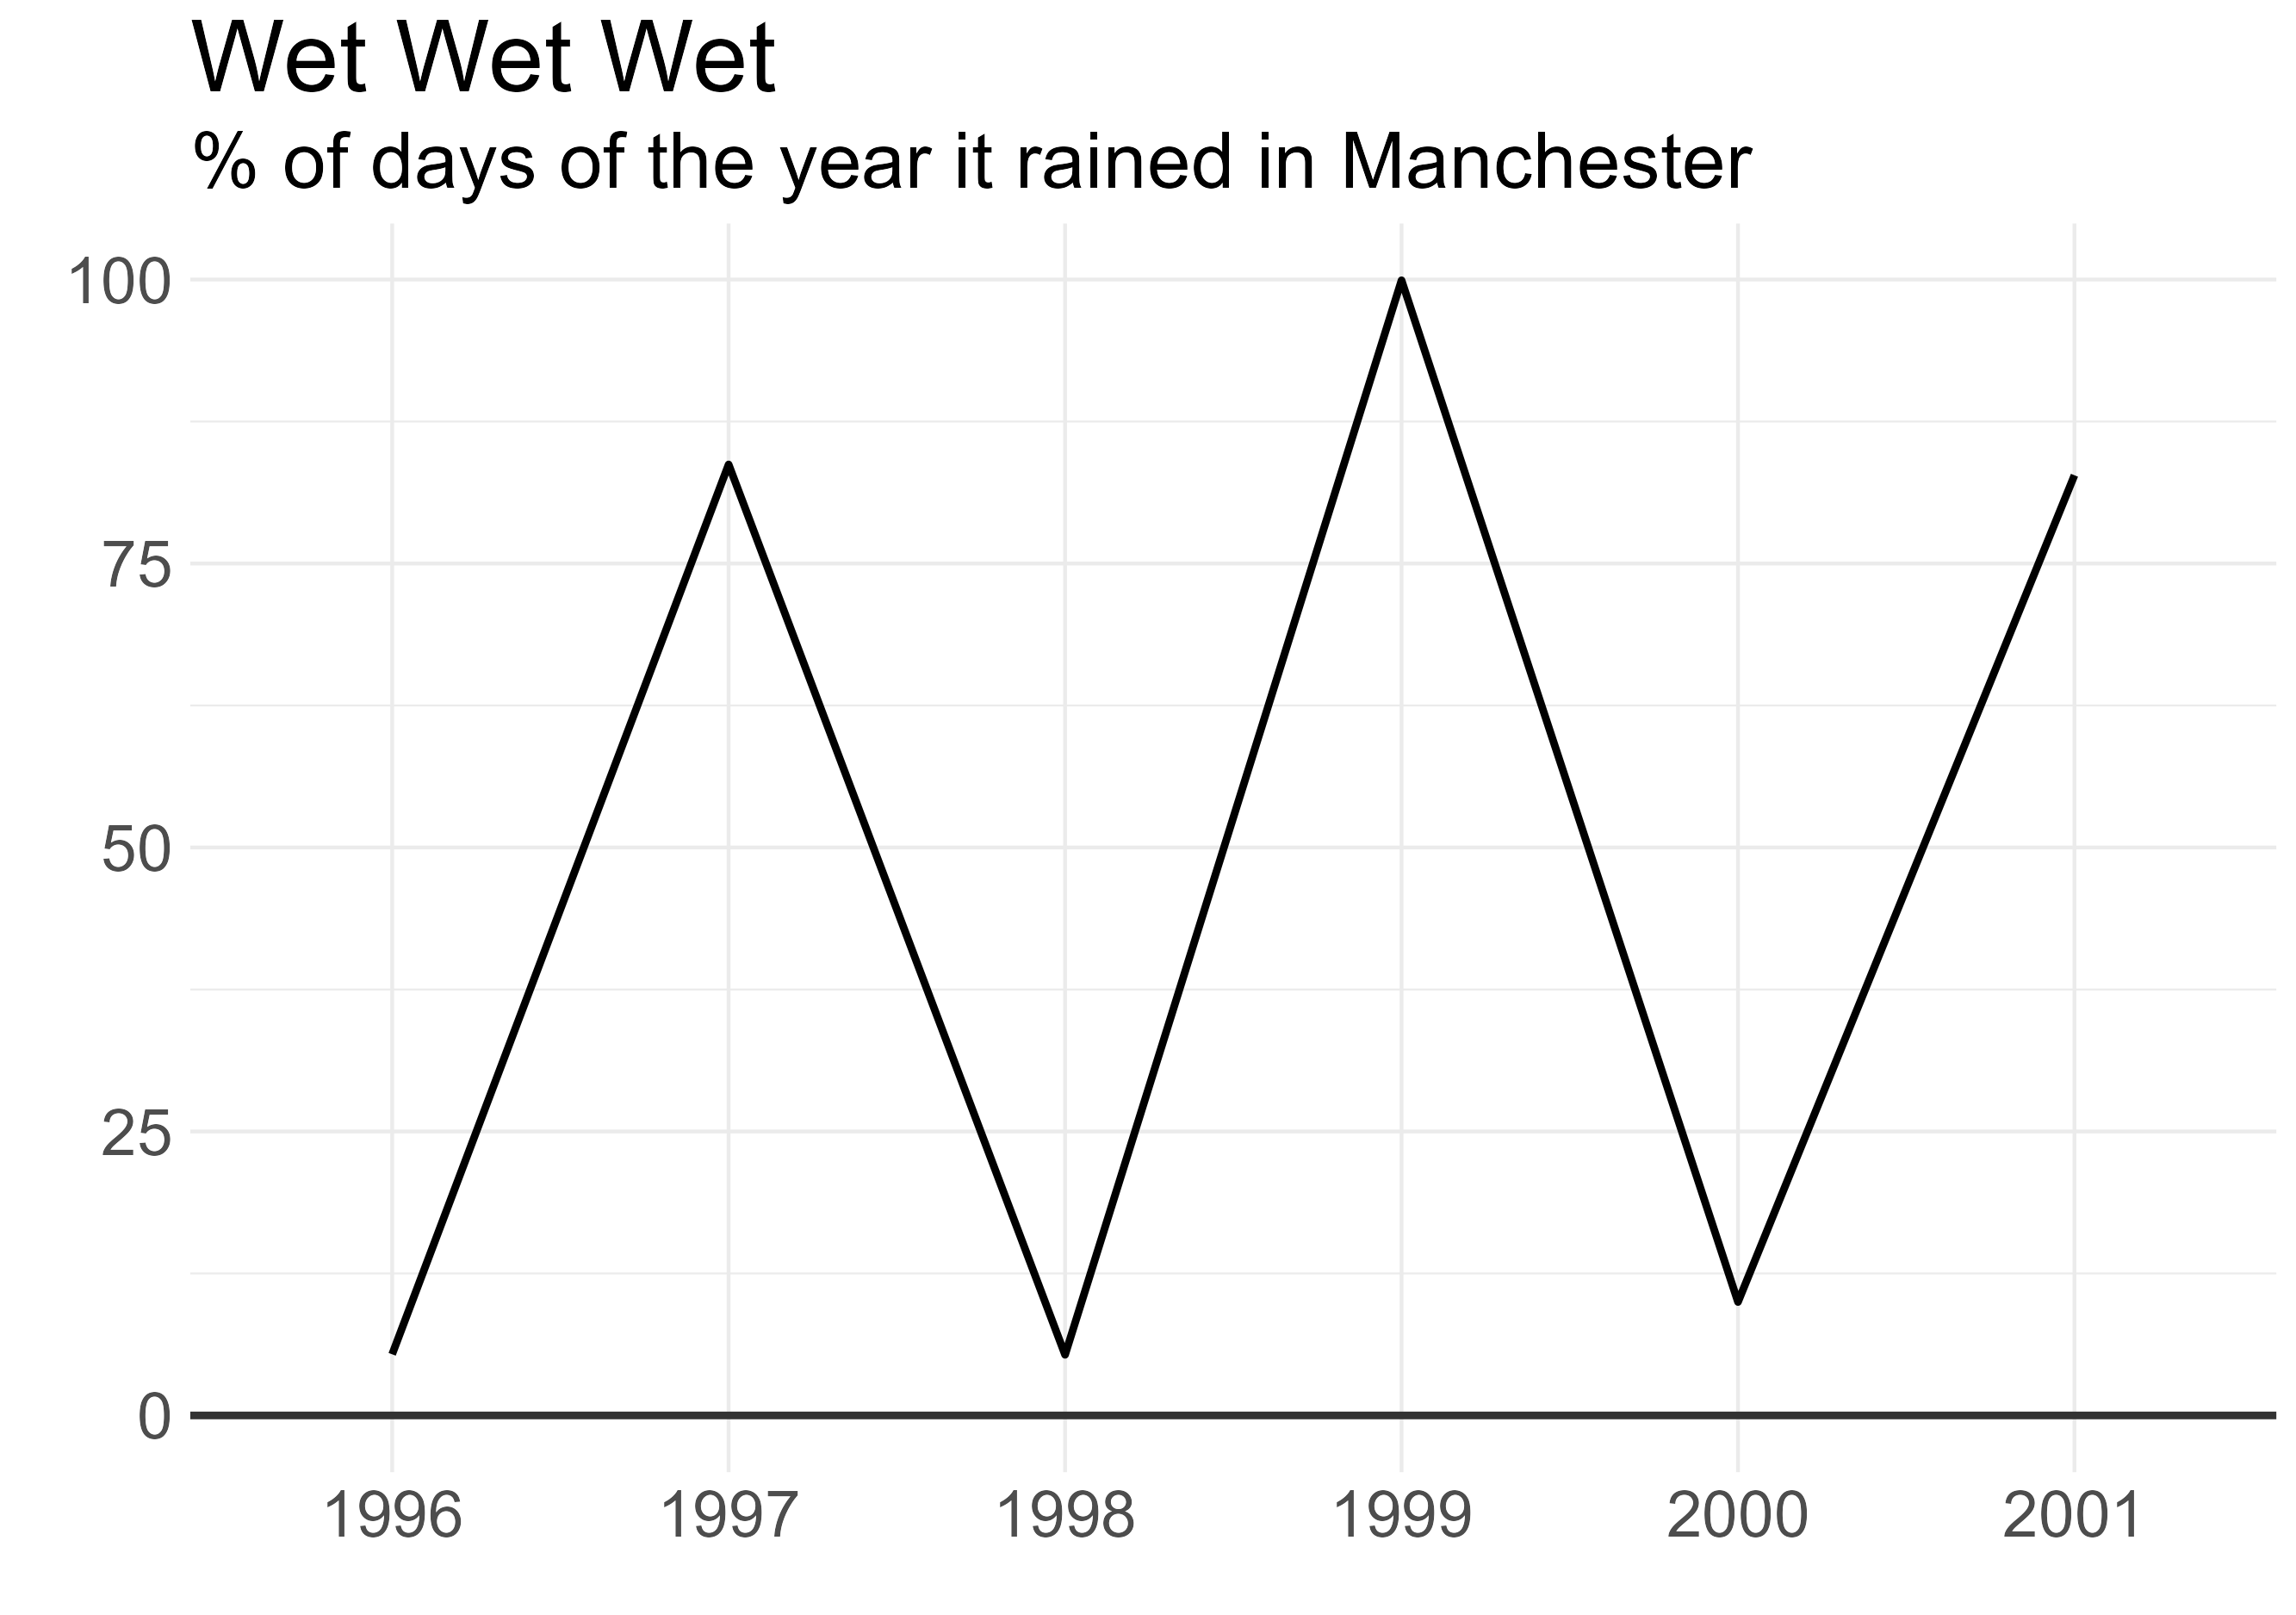 Wet Wet Wet
% of days of the year it rained in Manchester
100
75
50
25
0
1996 1997 1998 1999 2000 2001